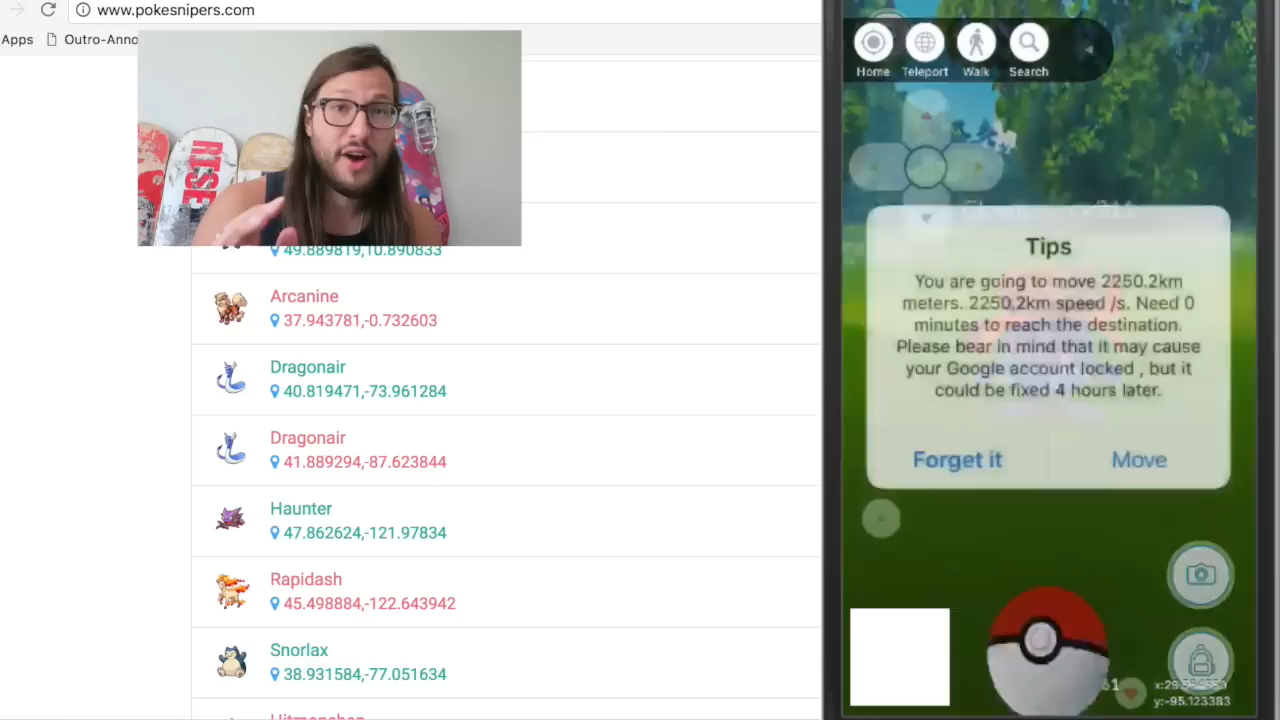 www.pokesnipers.com
Apps
Outro-Anno
49.889819,10.890833
Arcanine
37.943781,-0.732603
Dragonair
40.819471,-73.961284
Dragonair
41.889294,-87.623844
Haunter
47.862624,-121.97834
Rapidash
45.498884,-122.643942
Snorlax
38.931584,-77.051634
Hitmonchan
RISE
Home Teleport Walk Search
Tips
You are going to move 2250.2km
meters. 2250.2km speed /s. Need 0
minutes to reach the destination.
Please bear in mind that it may cause
your Google account locked , but it
could be fixed 4 hours later.
Forget it Move
y:-95.123383